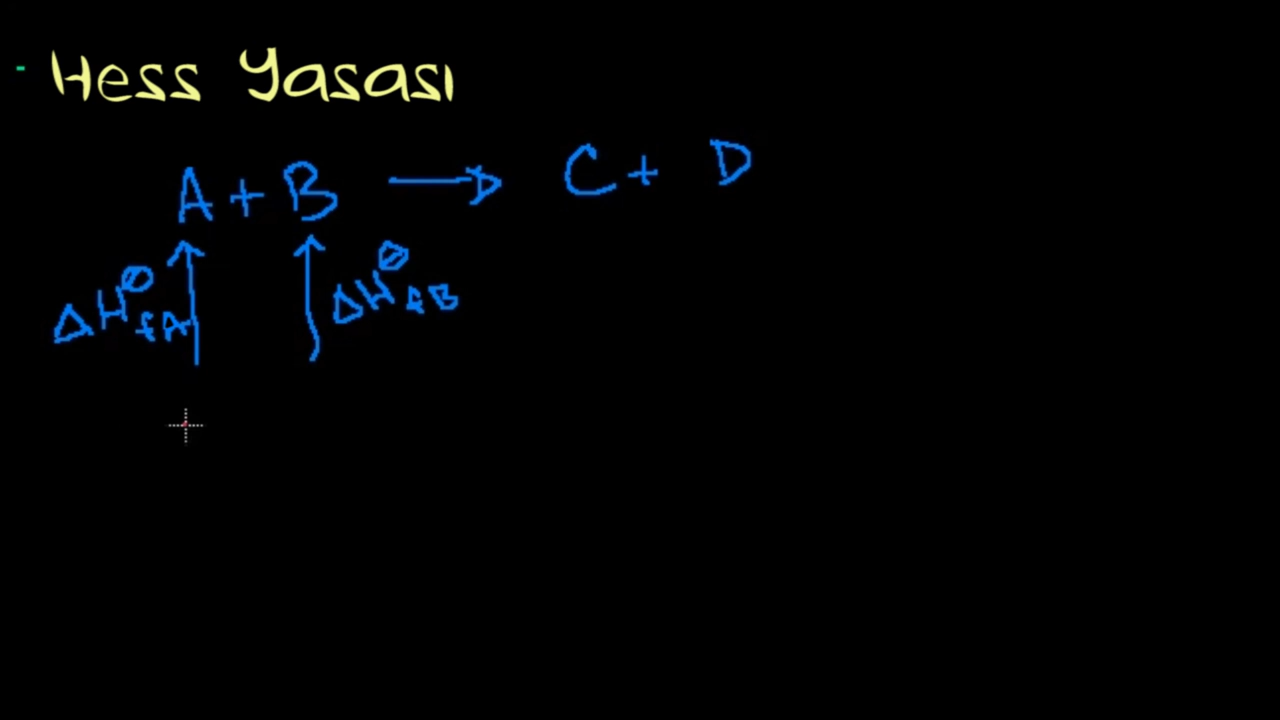 - Hess Yasası
A + B → C + D
ΔH°fA ΔH°fB